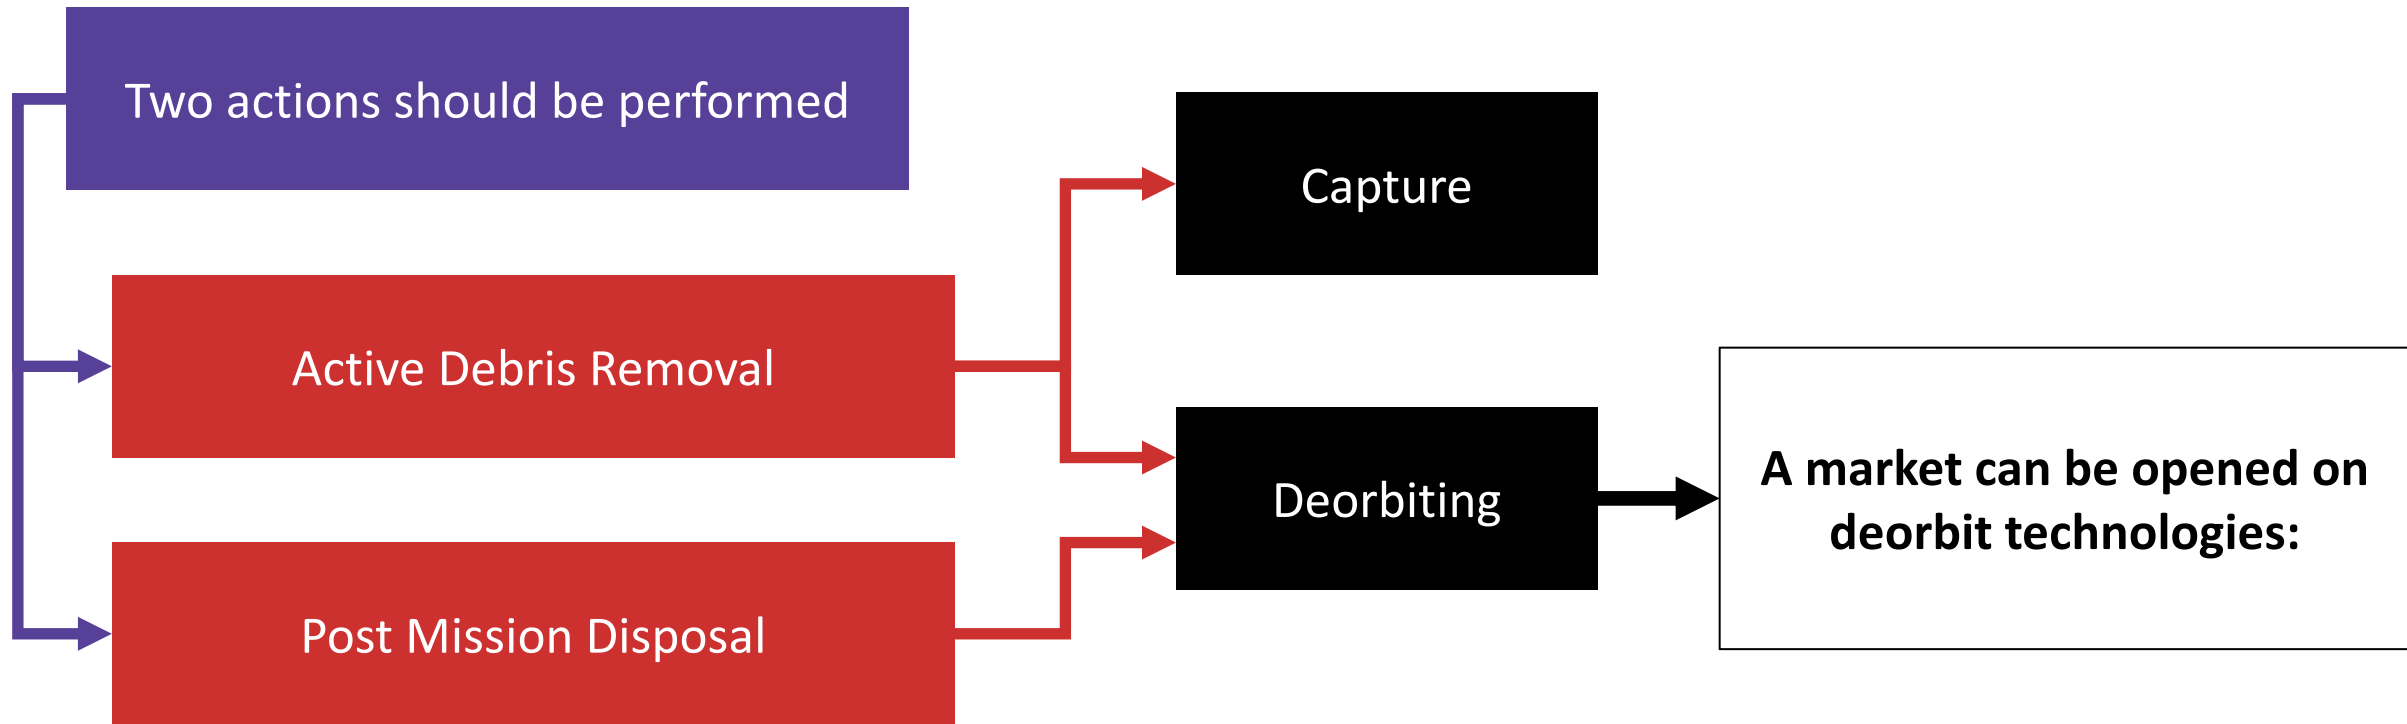 Two actions should be performed
Active Debris Removal
Post Mission Disposal
Capture
Deorbiting
A market can be opened on
deorbit technologies: